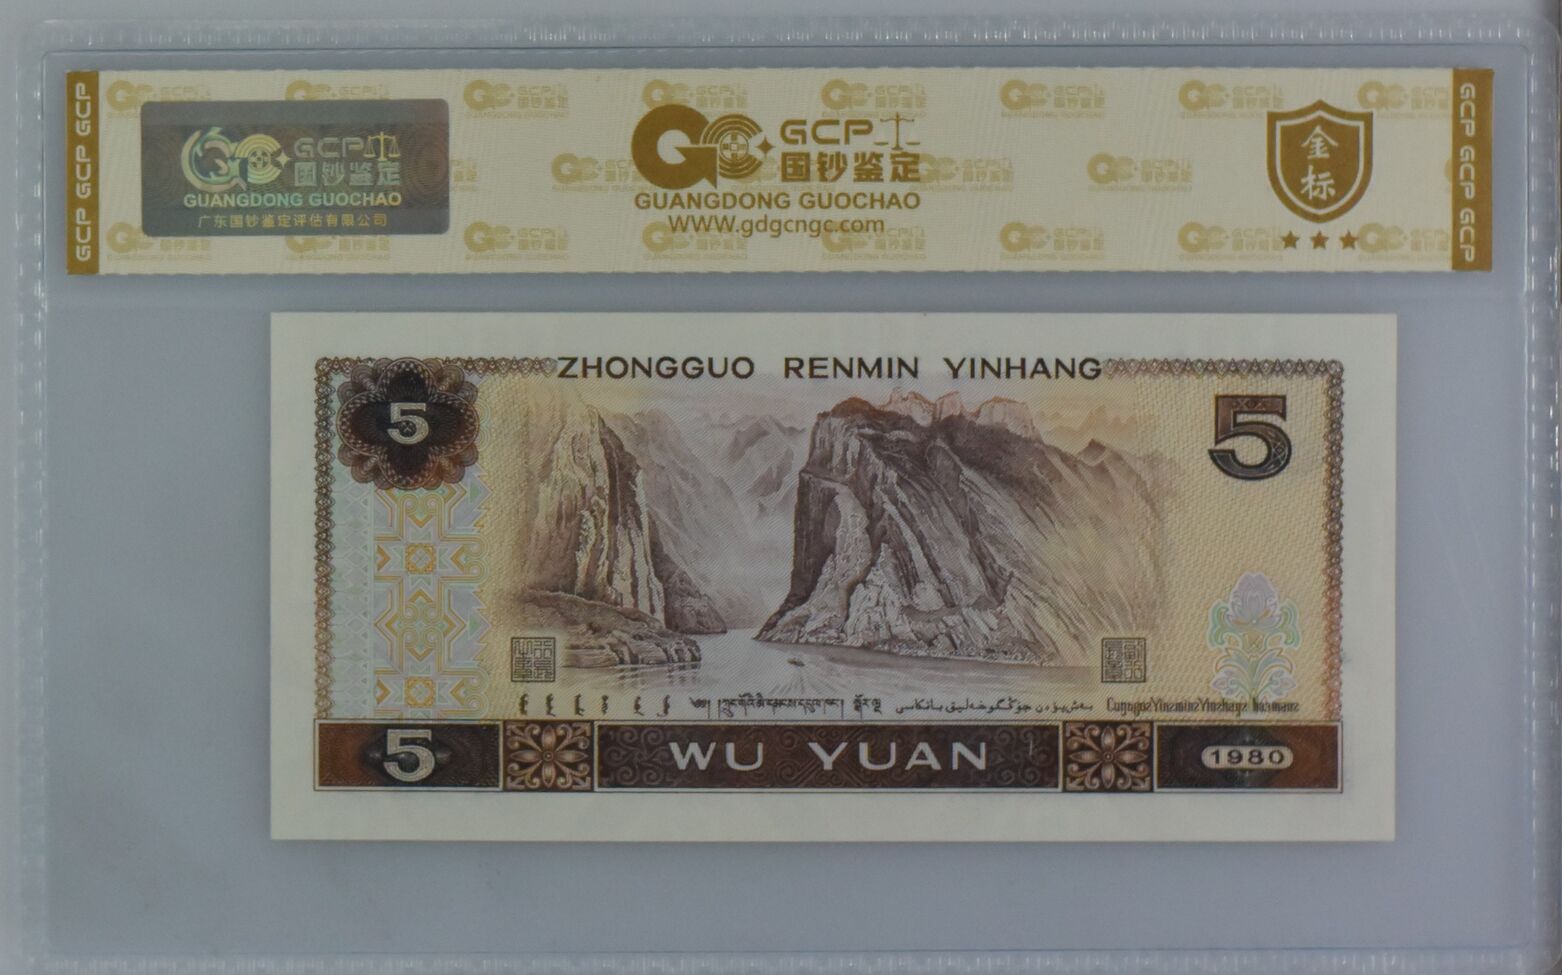 GCP GCP GCP
GCP
国钞鉴定
GUANGDONG GUOCHAO
广东国钞鉴定评估有限公司
GCP
国钞鉴定
GUANGDONG GUOCHAO
WWW.gdgcngc.com
金
标
GCP GCP GCP
ZHONGGUO RENMIN YINHANG
5
5
5 WU YUAN 1980